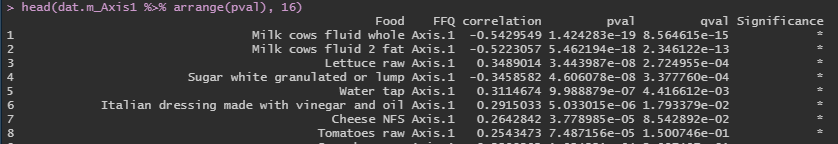 > head(dat.m_Axis1 %>% arrange(pval), 16)
Food FFQ correlation pval qval Significance
1 Milk cows fluid whole Axis.1 -0.5429549 1.424283e-19 8.564615e-15 *
2 Milk cows fluid 2 fat Axis.1 -0.5223057 5.462194e-18 2.346122e-13 *
3 Lettuce raw Axis.1 0.3489014 3.443987e-08 2.724955e-04 *
4 Sugar white granulated or lump Axis.1 -0.3458582 4.606078e-08 3.377760e-04 *
5 Water tap Axis.1 0.3114674 9.988879e-07 4.416612e-03 *
6 Italian dressing made with vinegar and oil Axis.1 0.2915033 5.033015e-06 1.793379e-02 *
7 Cheese NFS Axis.1 0.2642842 3.778985e-05 8.542892e-02 *
8 Tomatoes raw Axis.1 0.2543473 7.487156e-05 1.500746e-01 *